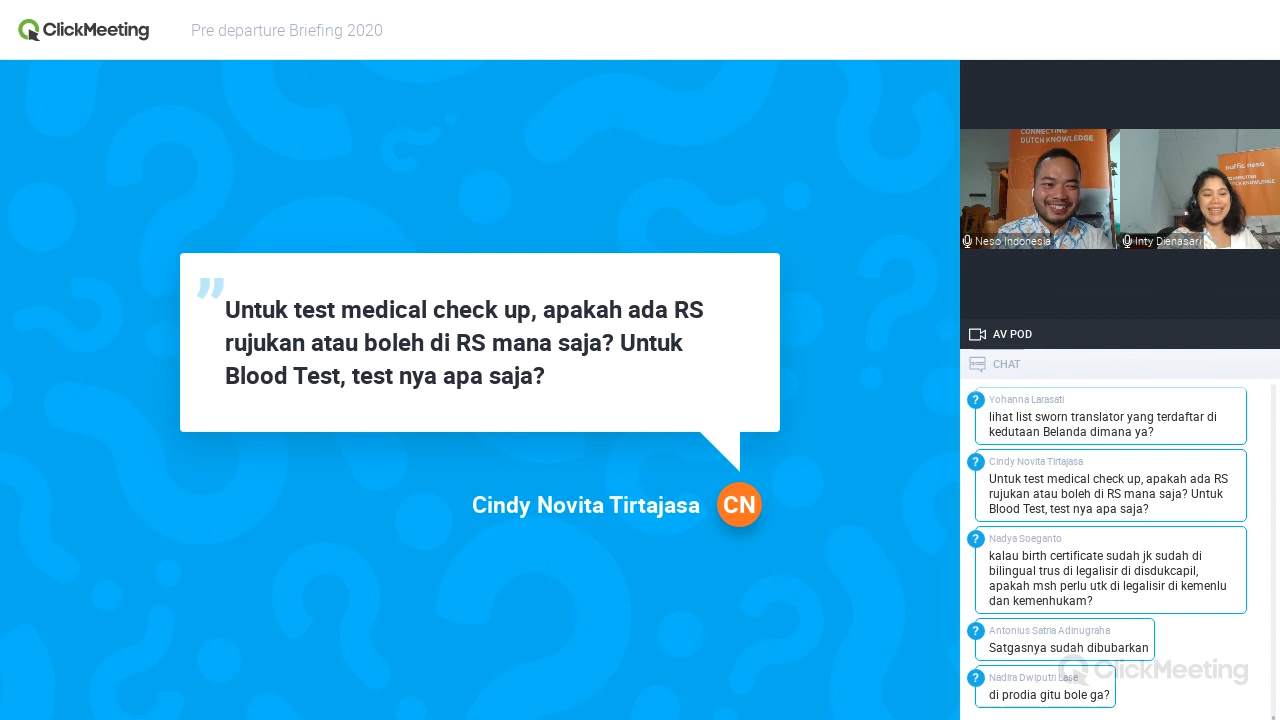 ClickMeeting
Pre departure Briefing 2020
Untuk test medical check up, apakah ada RS
rujukan atau boleh di RS mana saja? Untuk
Blood Test, test nya apa saja?
Cindy Novita Tirtajasa
CN
CONNECTING
DUTCH KNOWLEDGE
nuffic neso
CONNECTING
DUTCH KNOWLEDGE
Neso Indonesia
Inty Dienasari
AV POD
CHAT
?
Yohanna Larasati
lihat list sworn translator yang terdaftar di
kedutaan Belanda dimana ya?
?
Cindy Novita Tirtajasa
Untuk test medical check up, apakah ada RS
rujukan atau boleh di RS mana saja? Untuk
Blood Test, test nya apa saja?
?
Nadya Soeganto
kalau birth certificate sudah jk sudah di
bilingual trus di legalisir di disdukcapil,
apakah msh perlu utk di legalisir di kemenlu
dan kemenhukam?
?
Antonius Satria Adinugraha
Satgasnya sudah dibubarkan
?
Nadira Dwiputri Lase
di prodia gitu bole ga?
ClickMeeting